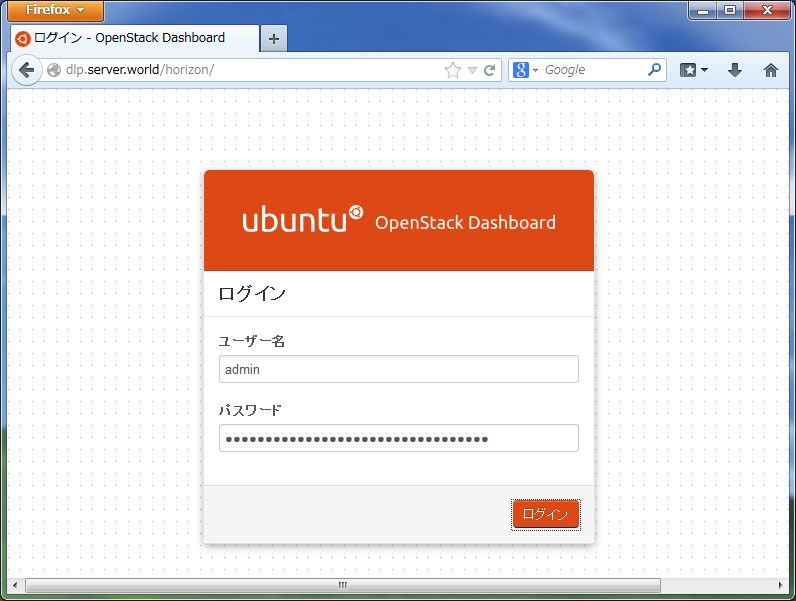 Firefox
ログイン - OpenStack Dashboard
dlp.server.world/horizon/
Google
ubuntu OpenStack Dashboard
ログイン
ユーザー名
admin
パスワード
ログイン